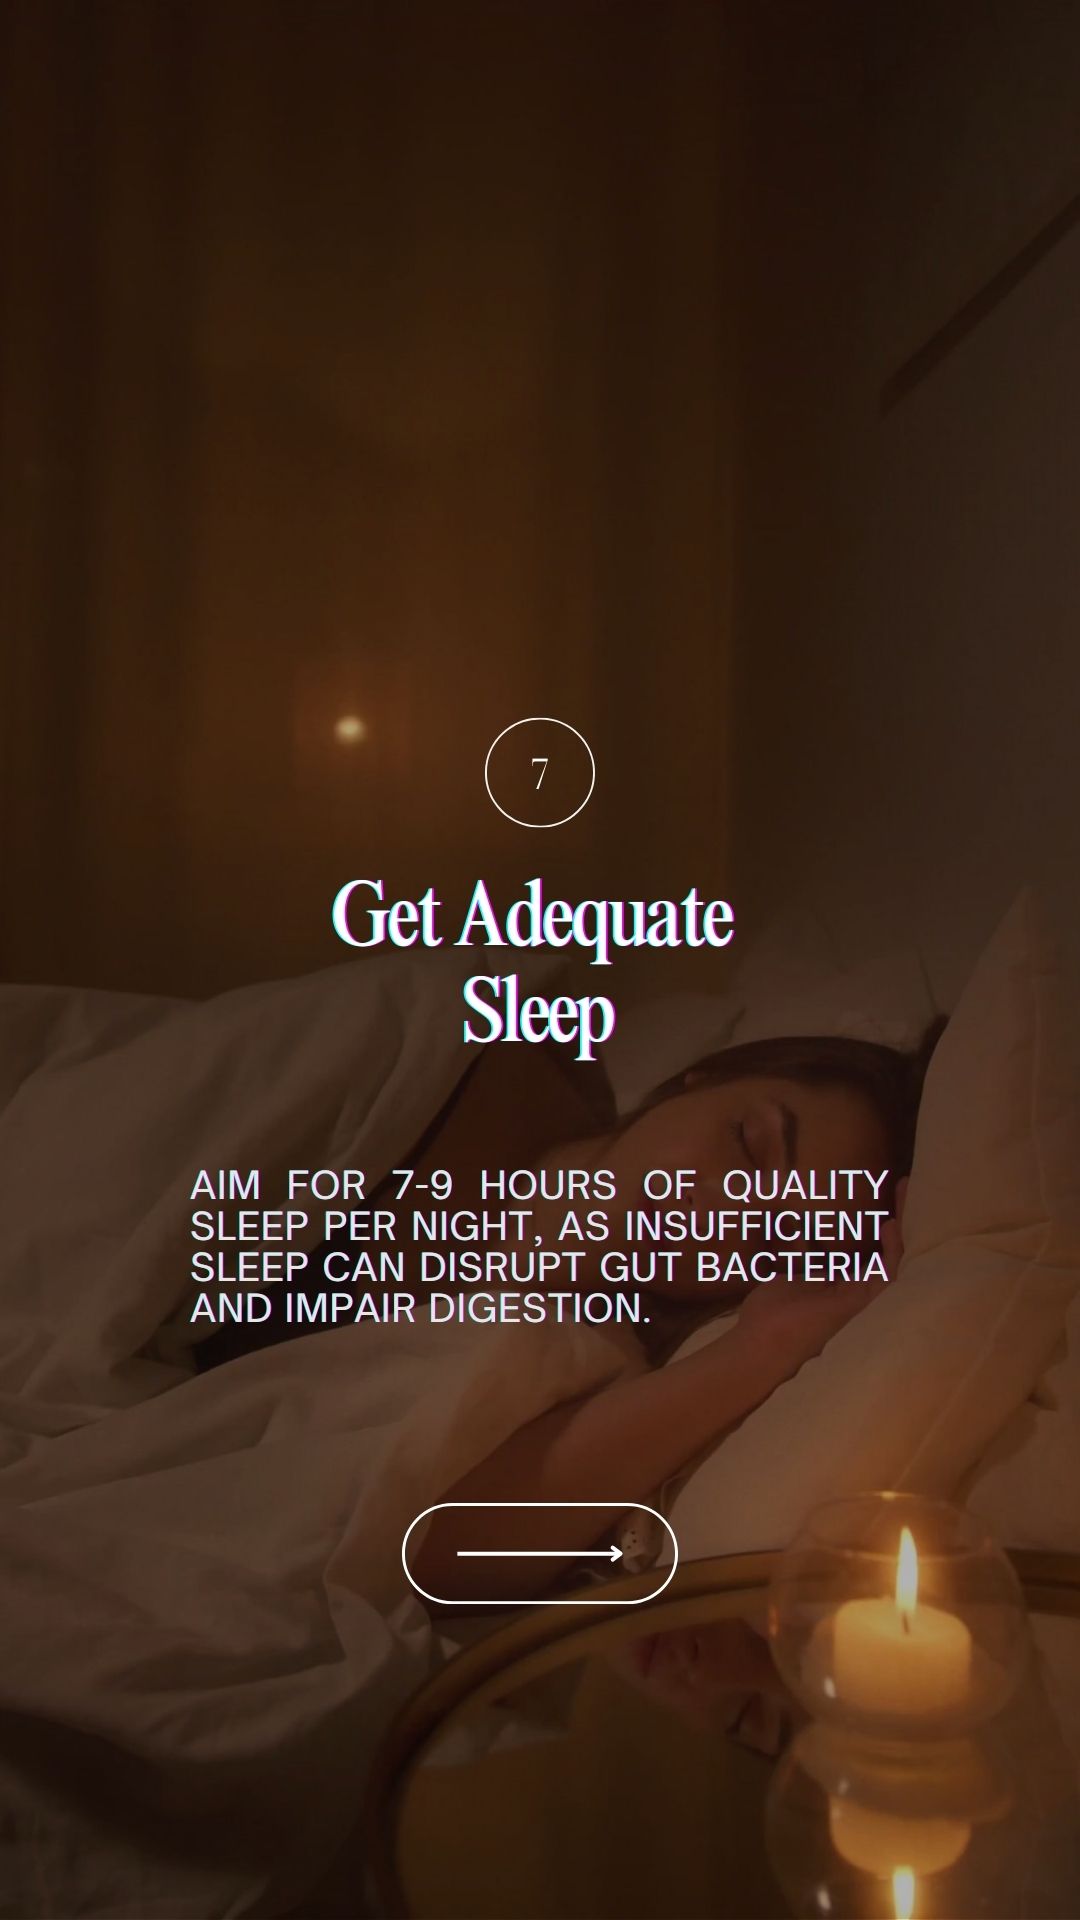 7
Get Adequate
Sleep
AIM FOR 7-9 HOURS OF QUALITY
SLEEP PER NIGHT, AS INSUFFICIENT
SLEEP CAN DISRUPT GUT BACTERIA
AND IMPAIR DIGESTION.